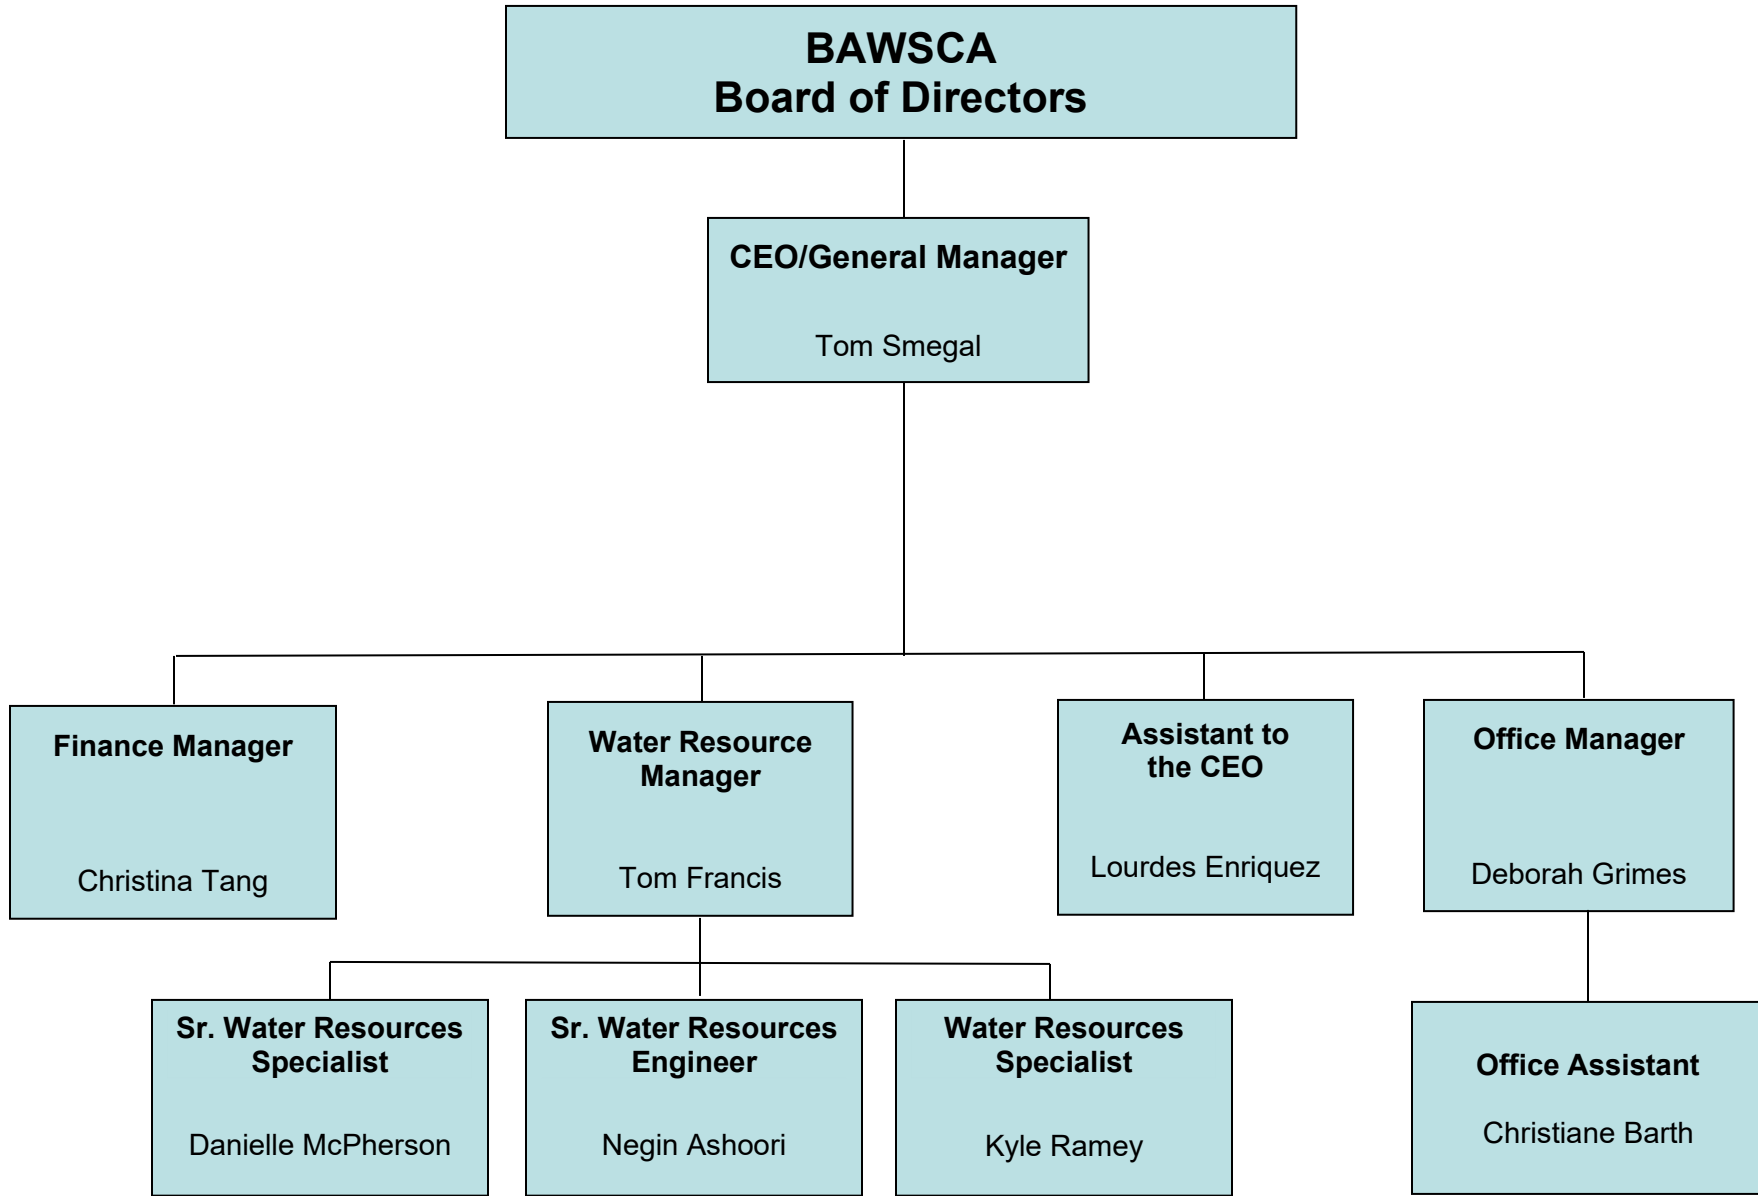 BAWSCA
Board of Directors
CEO/General Manager
Tom Smegal
Finance Manager
Christina Tang
Water Resource
Manager
Tom Francis
Assistant to
the CEO
Lourdes Enriquez
Office Manager
Deborah Grimes
Sr. Water Resources
Specialist
Danielle McPherson
Sr. Water Resources
Engineer
Negin Ashoori
Water Resources
Specialist
Kyle Ramey
Office Assistant
Christiane Barth